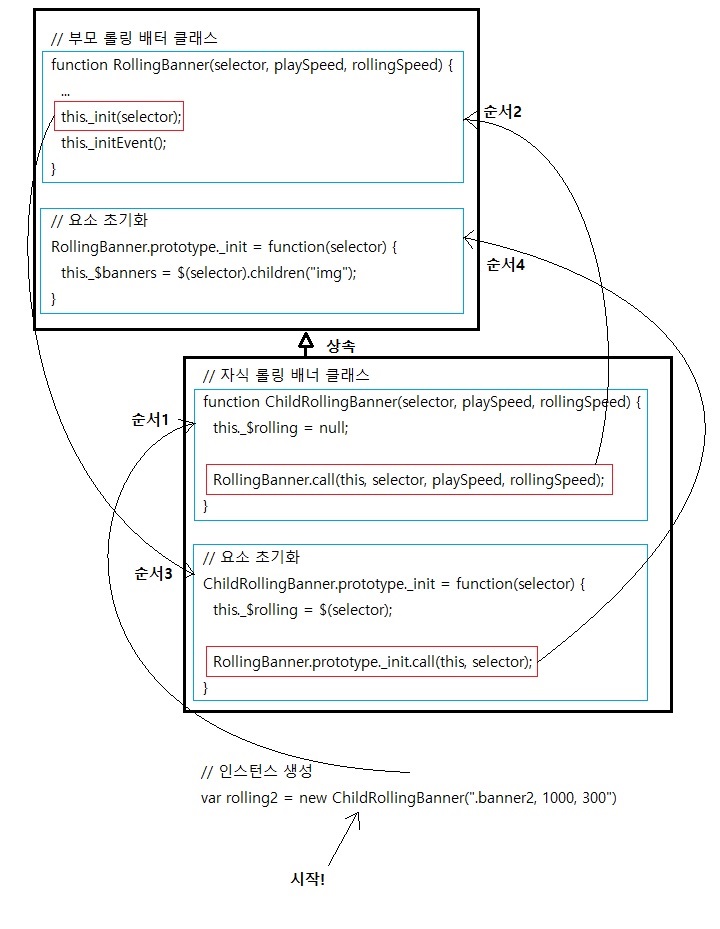 // 부모 롤링 배터 클래스
function RollingBanner(selector, playSpeed, rollingSpeed) {
...
this._init(selector);
순서2
this._initEvent();
}
// 요소 초기화
RollingBanner.prototype._init = function(selector) {
순서4
this._$banners = $(selector).children("img");
}
상속
// 자식 롤링 배너 클래스
function ChildRollingBanner(selector, playSpeed, rollingSpeed) {
순서1
this._$rolling = null;
RollingBanner.call(this, selector, playSpeed, rollingSpeed);
}
// 요소 초기화
순서3
ChildRollingBanner.prototype._init = function(selector) {
this._$rolling = $(selector);
RollingBanner.prototype._init.call(this, selector);
}
// 인스턴스 생성
var rolling2 = new ChildRollingBanner(".banner2, 1000, 300")
시작!